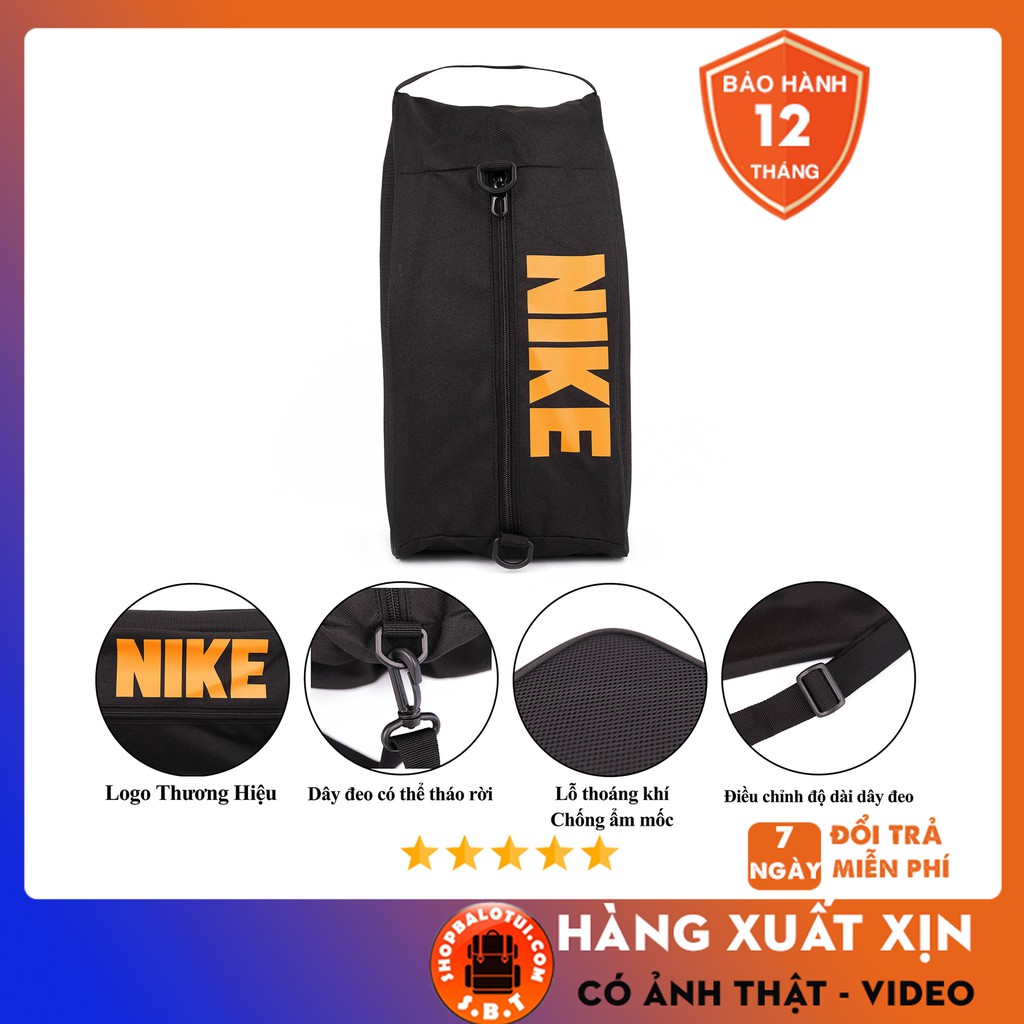 BẢO HÀNH
12
THÁNG
NIKE
NIKE
Logo Thương Hiệu
Dây đeo có thể tháo rời
Lỗ thoáng khí
Chống ẩm mốc
Điều chỉnh độ dài dây đeo
7
NGÀY
ĐỔI TRẢ
MIỄN PHÍ
SHOPBALOTUI.COM
S.B.T
HÀNG XUẤT XỊN
CÓ ẢNH THẬT - VIDEO